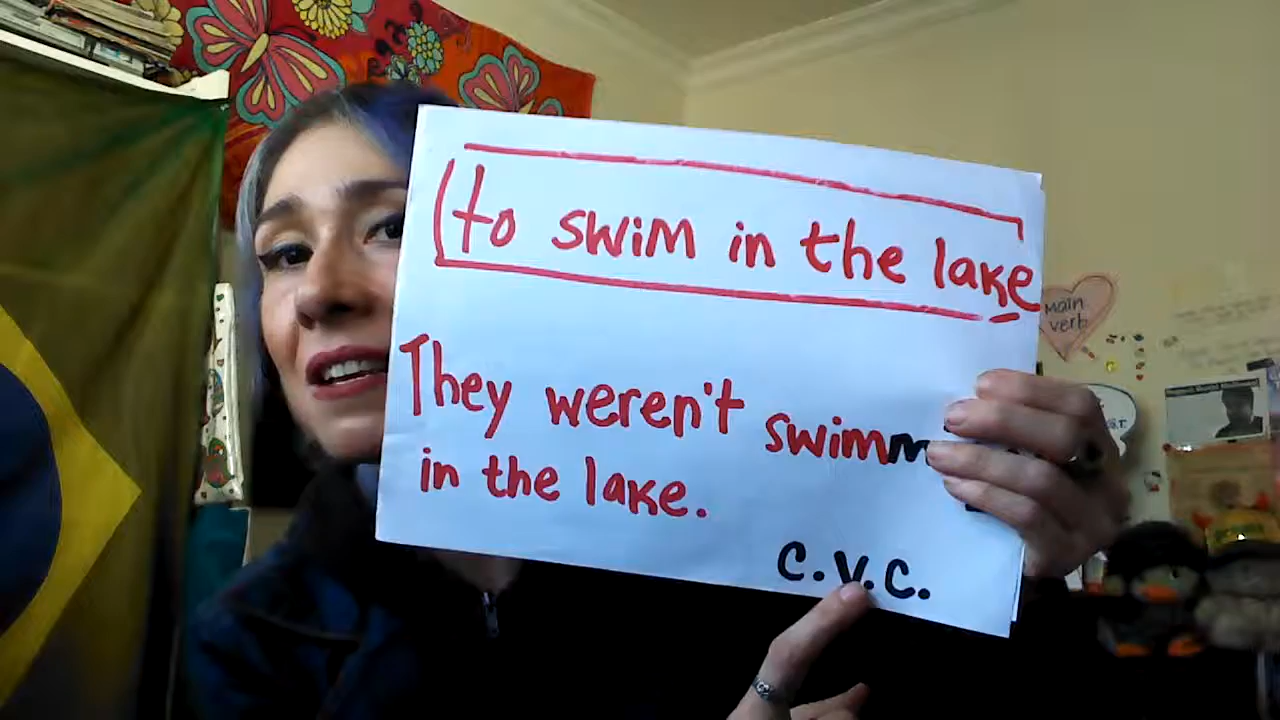 to swim in the lake
They weren't swimm
in the lake.
C.V.C.
Main
verb